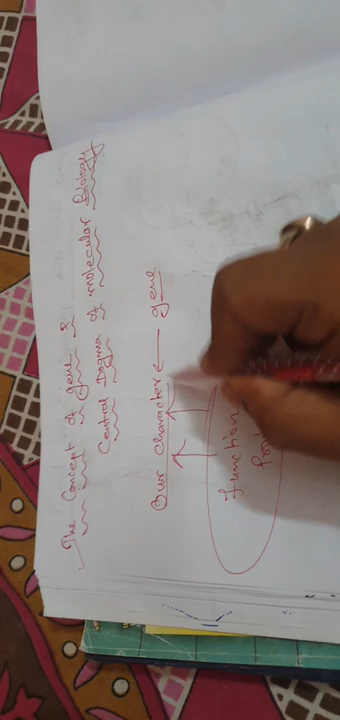 The Concept of gene &
Central Dogma of molecular Biology
Our character ← gene
function